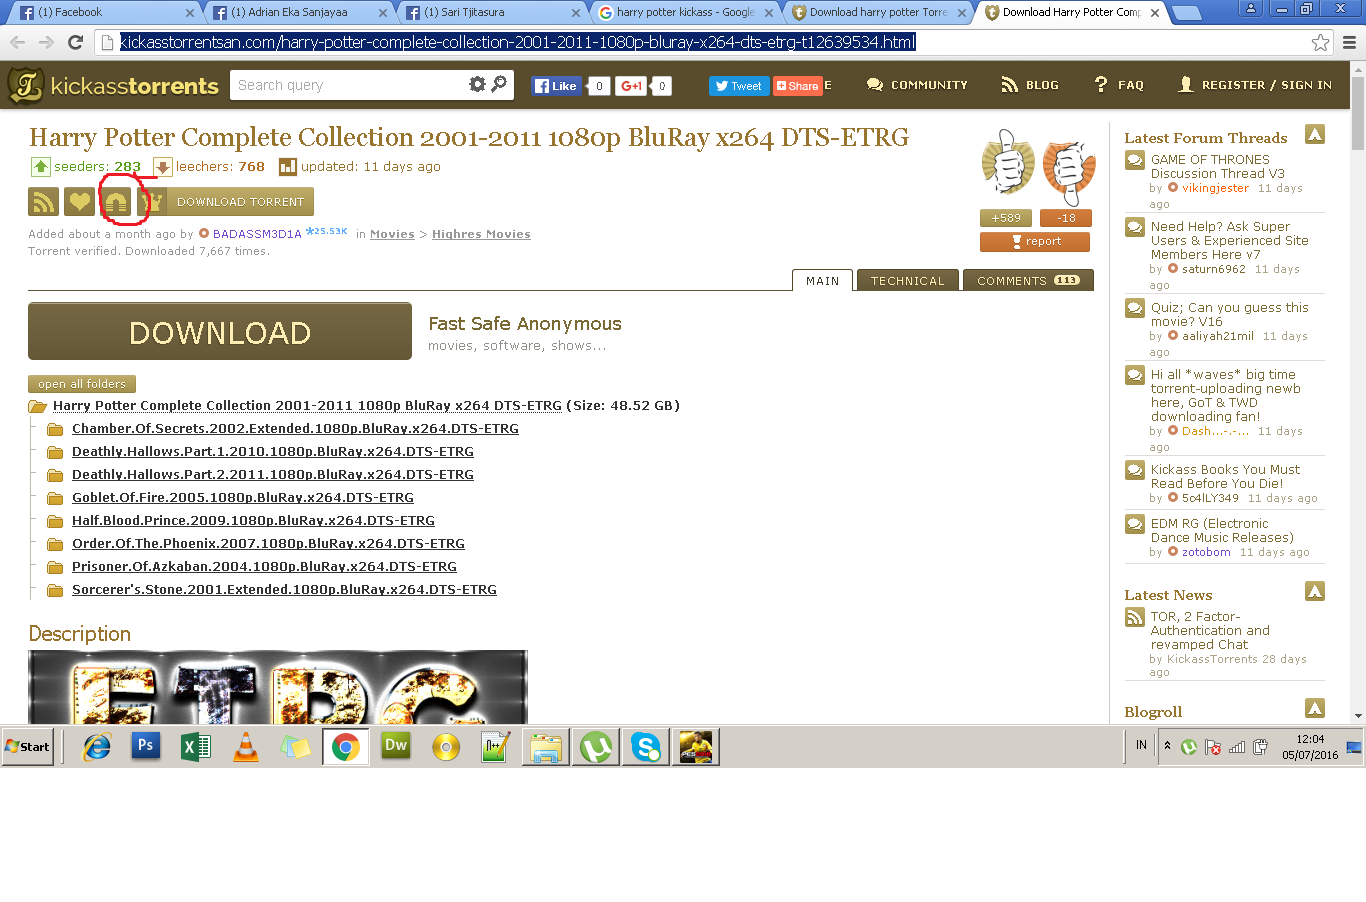 (1) Facebook
(1) Adrian Eka Sanjayaa
(1) Sari Tjitasura
harry potter kickass - Google
Download harry potter Torre
Download Harry Potter Comp
kickasstorrentsan.com/harry-potter-complete-collection-2001-2011-1080p-bluray-x264-dts-etrg-t12639534.html
kickasstorrents
Search query
Like 0
G+1 0
Tweet
Share
E
COMMUNITY
BLOG
? FAQ
REGISTER / SIGN IN
Harry Potter Complete Collection 2001-2011 1080p BluRay x264 DTS-ETRG
seeders: 283 leechers: 768 updated: 11 days ago
DOWNLOAD TORRENT
Added about a month ago by BADASSM3D1A *25.53K in Movies > Highres Movies
Torrent verified. Downloaded 7,667 times.
+589 -18
report
MAIN TECHNICAL COMMENTS 113
DOWNLOAD
Fast Safe Anonymous
movies, software, shows...
open all folders
Harry Potter Complete Collection 2001-2011 1080p BluRay x264 DTS-ETRG (Size: 48.52 GB)
Chamber.Of.Secrets.2002.Extended.1080p.BluRay.x264.DTS-ETRG
Deathly.Hallows.Part.1.2010.1080p.BluRay.x264.DTS-ETRG
Deathly.Hallows.Part.2.2011.1080p.BluRay.x264.DTS-ETRG
Goblet.Of.Fire.2005.1080p.BluRay.x264.DTS-ETRG
Half.Blood.Prince.2009.1080p.BluRay.x264.DTS-ETRG
Order.Of.The.Phoenix.2007.1080p.BluRay.x264.DTS-ETRG
Prisoner.Of.Azkaban.2004.1080p.BluRay.x264.DTS-ETRG
Sorcerer's.Stone.2001.Extended.1080p.BluRay.x264.DTS-ETRG
Description
ETRG
Latest Forum Threads
GAME OF THRONES
Discussion Thread V3
by vikingjester 11 days
ago
Need Help? Ask Super
Users & Experienced Site
Members Here v7
by saturn6962 11 days
ago
Quiz; Can you guess this
movie? V16
by aaliyah21mil 11 days
ago
Hi all *waves* big time
torrent-uploading newb
here, GoT & TWD
downloading fan!
by Dash...-.-... 11 days
ago
Kickass Books You Must
Read Before You Die!
by 5c4lLY349 11 days ago
EDM RG (Electronic
Dance Music Releases)
by zotobom 11 days ago
Latest News
TOR, 2 Factor-
Authentication and
revamped Chat
by KickassTorrents 28 days
ago
Blogroll
Start
Ps
Dw
IN
12:04
05/07/2016